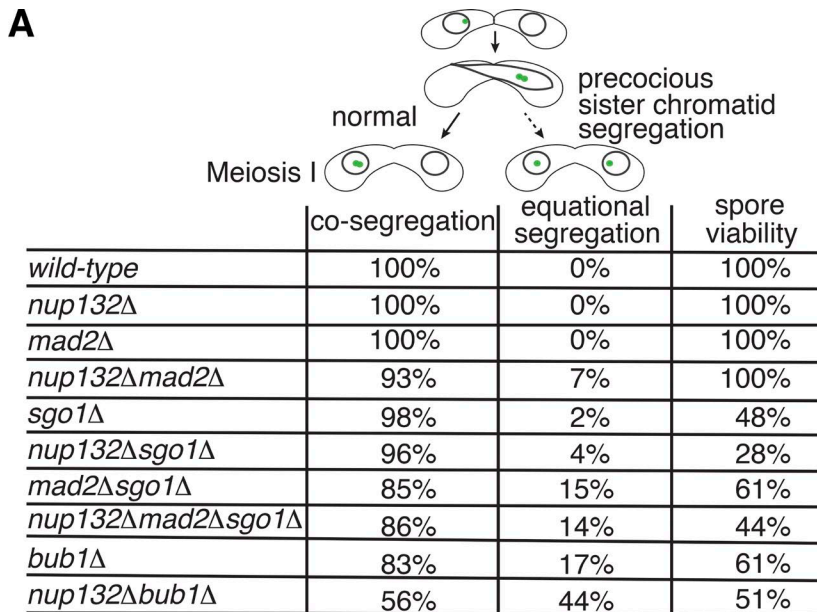 A
precocious
sister chromatid
segregation
normal
Meiosis I
co-segregation equational segregation spore viability
wild-type 100% 0% 100%
nup132Δ 100% 0% 100%
mad2Δ 100% 0% 100%
nup132Δmad2Δ 93% 7% 100%
sgo1Δ 98% 2% 48%
nup132Δsgo1Δ 96% 4% 28%
mad2Δsgo1Δ 85% 15% 61%
nup132Δmad2Δsgo1Δ 86% 14% 44%
bub1Δ 83% 17% 61%
nup132Δbub1Δ 56% 44% 51%